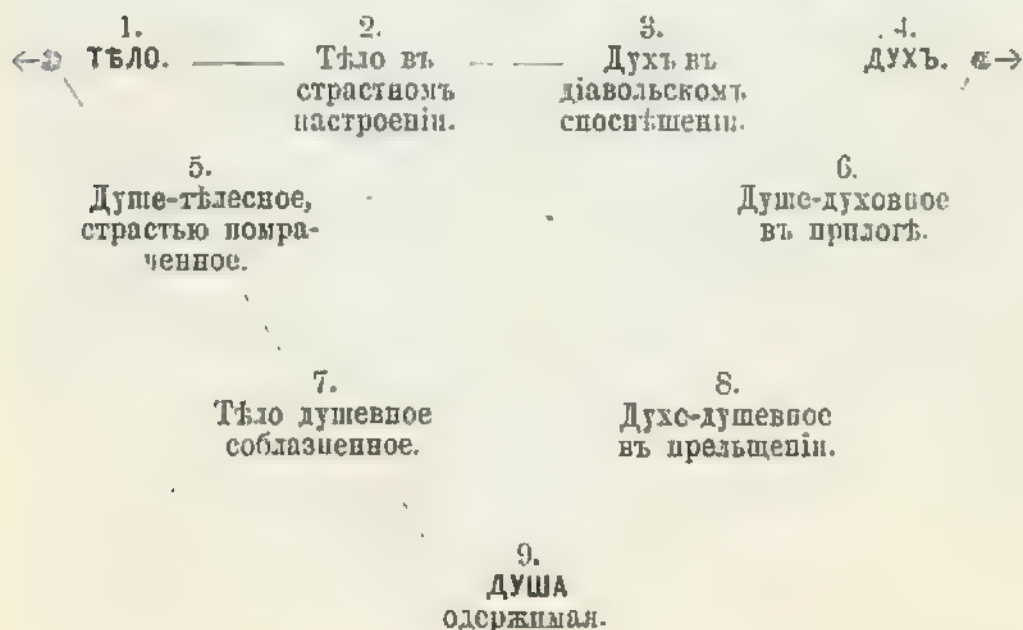 1. 2. 3. 4.
ТѢЛО. Тѣло въ Духъ въ ДУХЪ.
страстномъ діавольскомъ
настроеніи. споспѣшеніи.
5. 6.
Душе-тѣлесное, Душе-духовное
страстью помра- въ прилогѣ.
ченное.
7. 8.
Тѣло душевное Духо-душевное
соблазненное. въ прельщеніи.
9.
ДУША
одержимая.